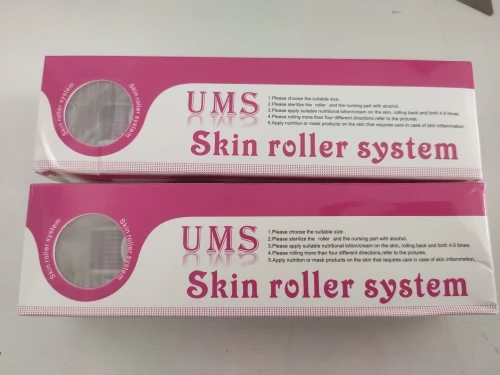 Skin roller system
Skin roller system
UMS
1.Please choose the suitable size.
2.Please sterilize the roller and the nursing part with alcohol.
3.Please apply suitable nutritional lotion/cream on the skin, rolling back and forth 4-5 times.
4.Please rolling more than four different directions,refer to the pictures.
5.Apply nutrition or mask products on the skin that requires care in case of skin inflammation.
Skin roller system
Skin roller system
Skin roller system
UMS
1.Please choose the suitable size .
2.Please sterilize the roller and the nursing part with alcohol.
3.Please apply suitable nutritional lotion/cream on the skin, rolling back and forth 4-5 times.
4.Please rolling more than four different directions,refer to the pictures.
5.Apply nutrition or mask products on the skin that requires care in case of skin inflammation.
Skin roller system